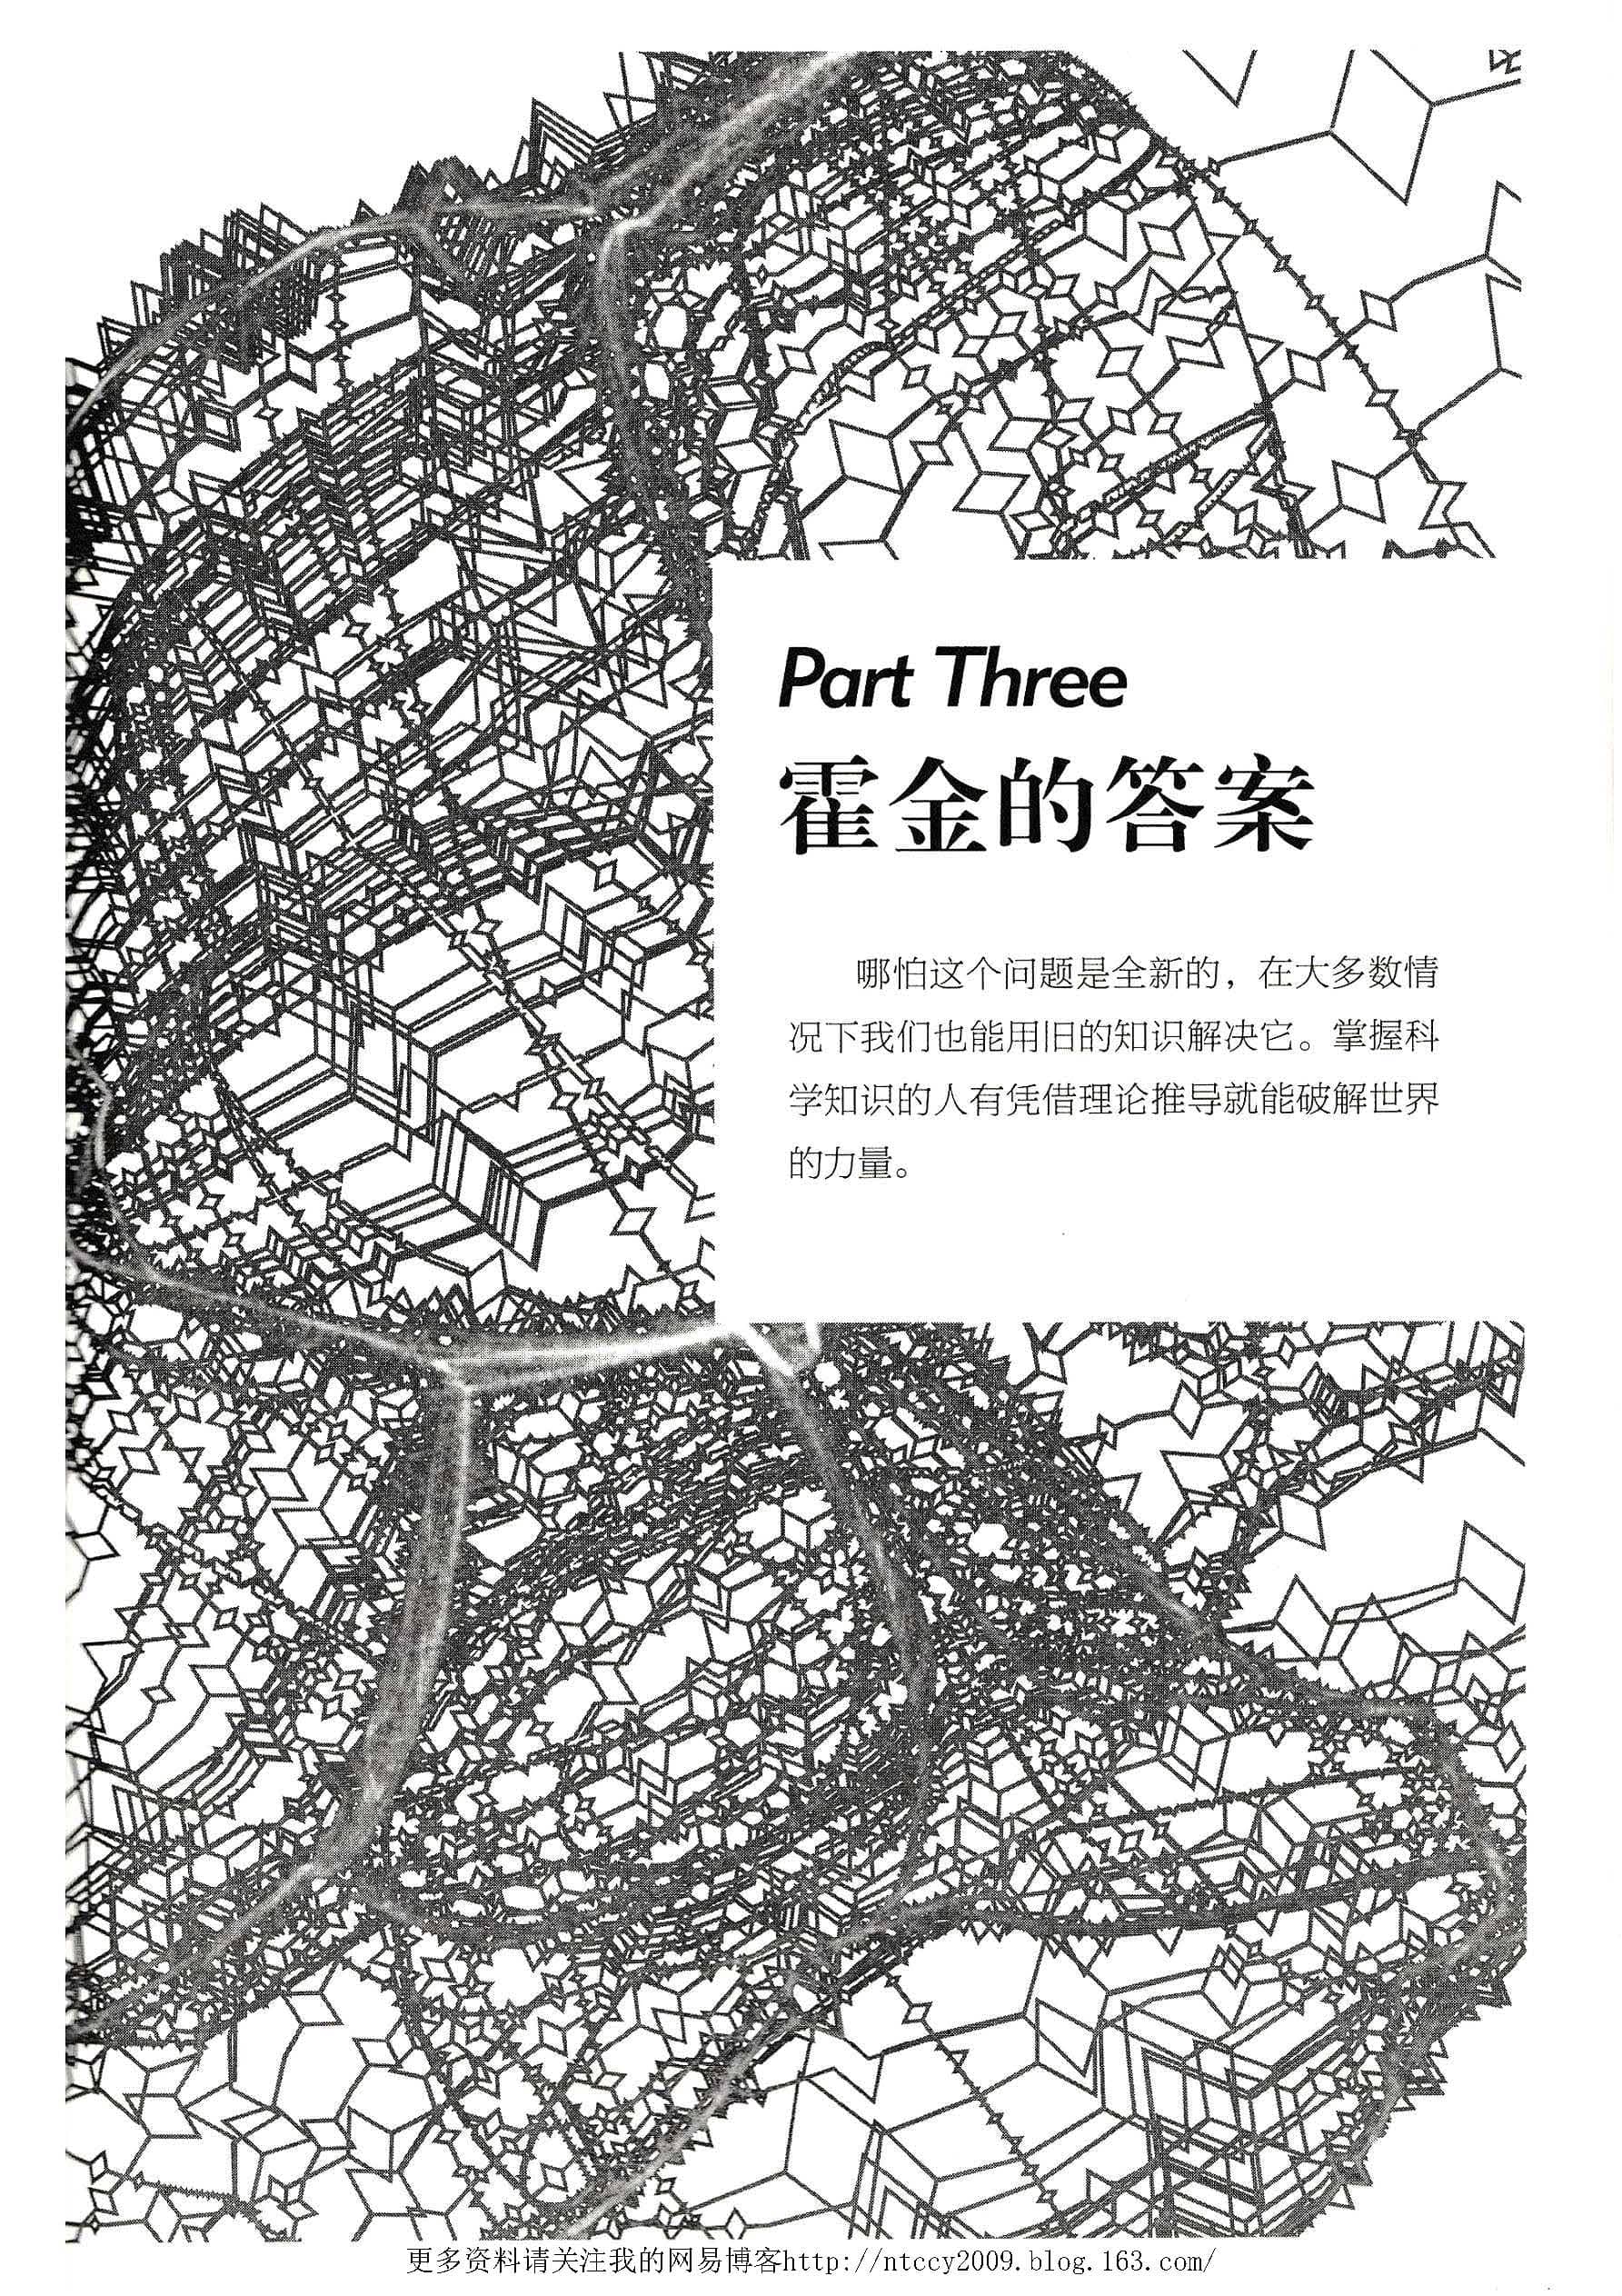 Part Three
霍金的答案
哪怕这个问题是全新的，在大多数情
况下我们也能用旧的知识解决它。掌握科
学知识的人有凭借理论推导就能破解世界
的力量。
更多资料请关注我的网易博客http://ntccy2009.blog.163.com/